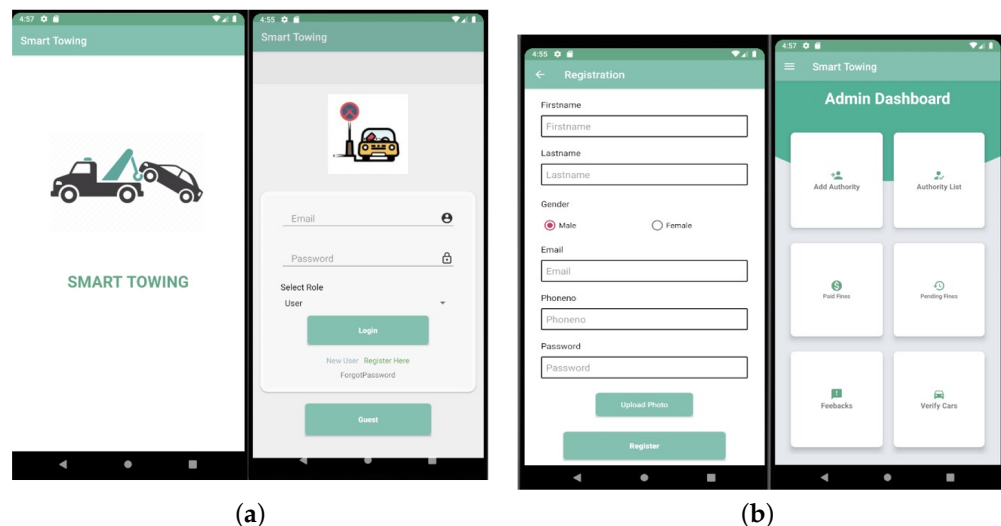 4:57
Smart Towing
SMART TOWING
4:55
Smart Towing
Email
Password
Select Role
User
Login
New User Register Here
ForgotPassword
Guest
(a)
4:55
Registration
Firstname
Firstname
Lastname
Lastname
Gender
Male Female
Email
Email
Phoneno
Phoneno
Password
Password
Upload Photo
Register
4:57
Smart Towing
Admin Dashboard
Add Authority Authority List
Paid Fines Pending Fines
Feebacks Verify Cars
(b)